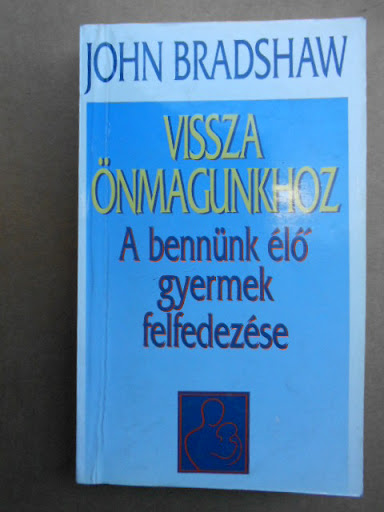 JOHN BRADSHAW
VISSZA
ÖNMAGUNKHOZ
A bennünk élő
gyermek
felfedezése